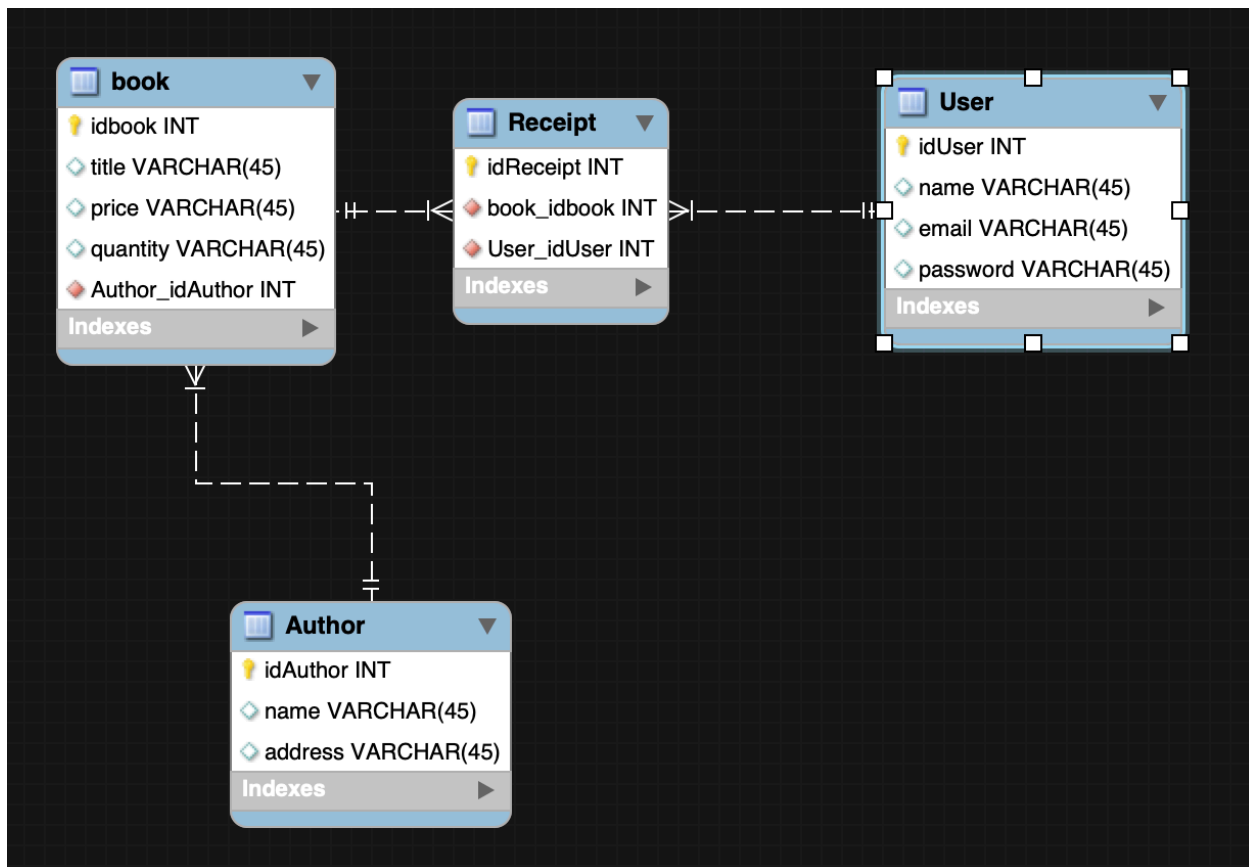 book
idbook INT
title VARCHAR(45)
price VARCHAR(45)
quantity VARCHAR(45)
Author_idAuthor INT
Indexes
Receipt
idReceipt INT
book_idbook INT
User_idUser INT
Indexes
User
idUser INT
name VARCHAR(45)
email VARCHAR(45)
password VARCHAR(45)
Indexes
Author
idAuthor INT
name VARCHAR(45)
address VARCHAR(45)
Indexes